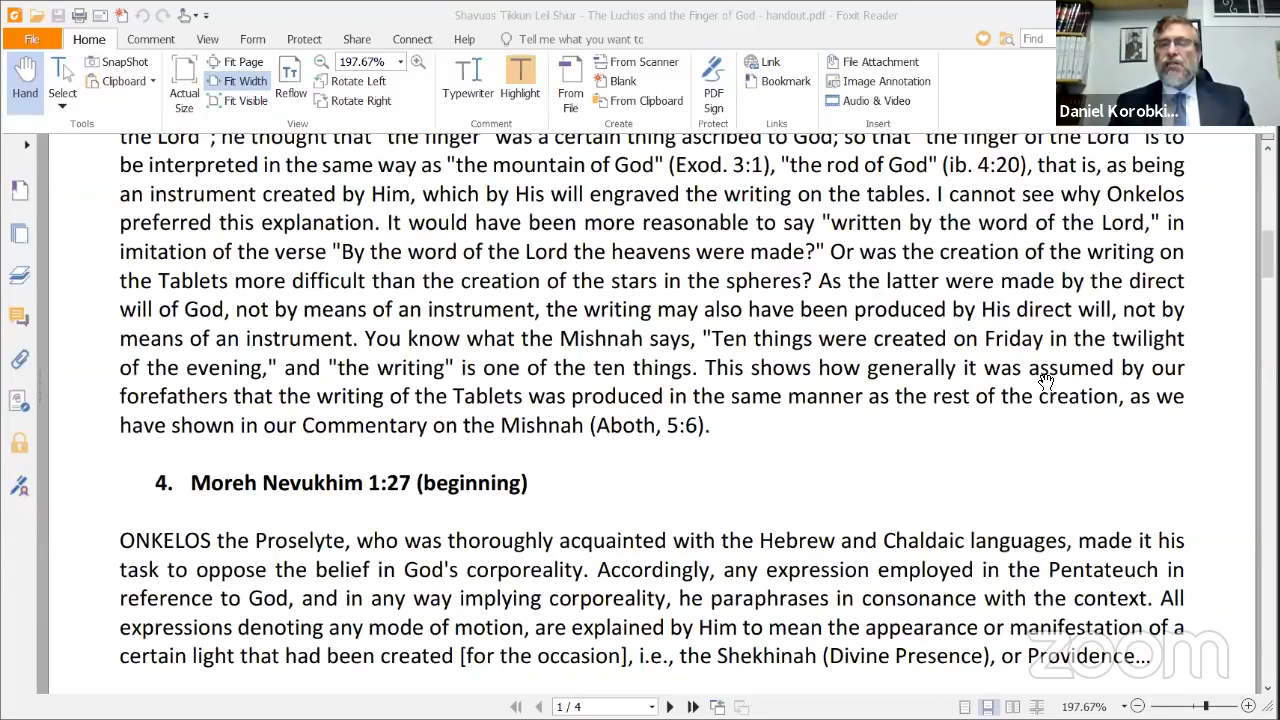 Shavuos Tikkun Leil Shiur - The Luchos and the Finger of God - handout.pdf - Foxit Reader
File Home Comment View Form Protect Share Connect Help Tell me what you want to Find
Hand
Select
SnapShot
Clipboard
Tools
Actual
Size
Fit Page
Fit Width
Fit Visible
Reflow
197.67%
Rotate Left
Rotate Right
View
Typewriter
Highlight
Comment
From
File
From Scanner
Blank
From Clipboard
Create
PDF
Sign
Protect
Link
Bookmark
Links
File Attachment
Image Annotation
Audio & Video
Insert
Daniel Korobki...
the Lord"; he thought that "the finger" was a certain thing ascribed to God; so that "the finger of the Lord" is to
be interpreted in the same way as "the mountain of God" (Exod. 3:1), "the rod of God" (ib. 4:20), that is, as being
an instrument created by Him, which by His will engraved the writing on the tables. I cannot see why Onkelos
preferred this explanation. It would have been more reasonable to say "written by the word of the Lord," in
imitation of the verse "By the word of the Lord the heavens were made?" Or was the creation of the writing on
the Tablets more difficult than the creation of the stars in the spheres? As the latter were made by the direct
will of God, not by means of an instrument, the writing may also have been produced by His direct will, not by
means of an instrument. You know what the Mishnah says, "Ten things were created on Friday in the twilight
of the evening," and "the writing" is one of the ten things. This shows how generally it was assumed by our
forefathers that the writing of the Tablets was produced in the same manner as the rest of the creation, as we
have shown in our Commentary on the Mishnah (Aboth, 5:6).
4. Moreh Nevukhim 1:27 (beginning)
ONKELOS the Proselyte, who was thoroughly acquainted with the Hebrew and Chaldaic languages, made it his
task to oppose the belief in God's corporeality. Accordingly, any expression employed in the Pentateuch in
reference to God, and in any way implying corporeality, he paraphrases in consonance with the context. All
expressions denoting any mode of motion, are explained by Him to mean the appearance or manifestation of a
certain light that had been created [for the occasion], i.e., the Shekhinah (Divine Presence), or Providence...
zoom
1 / 4
197.67%